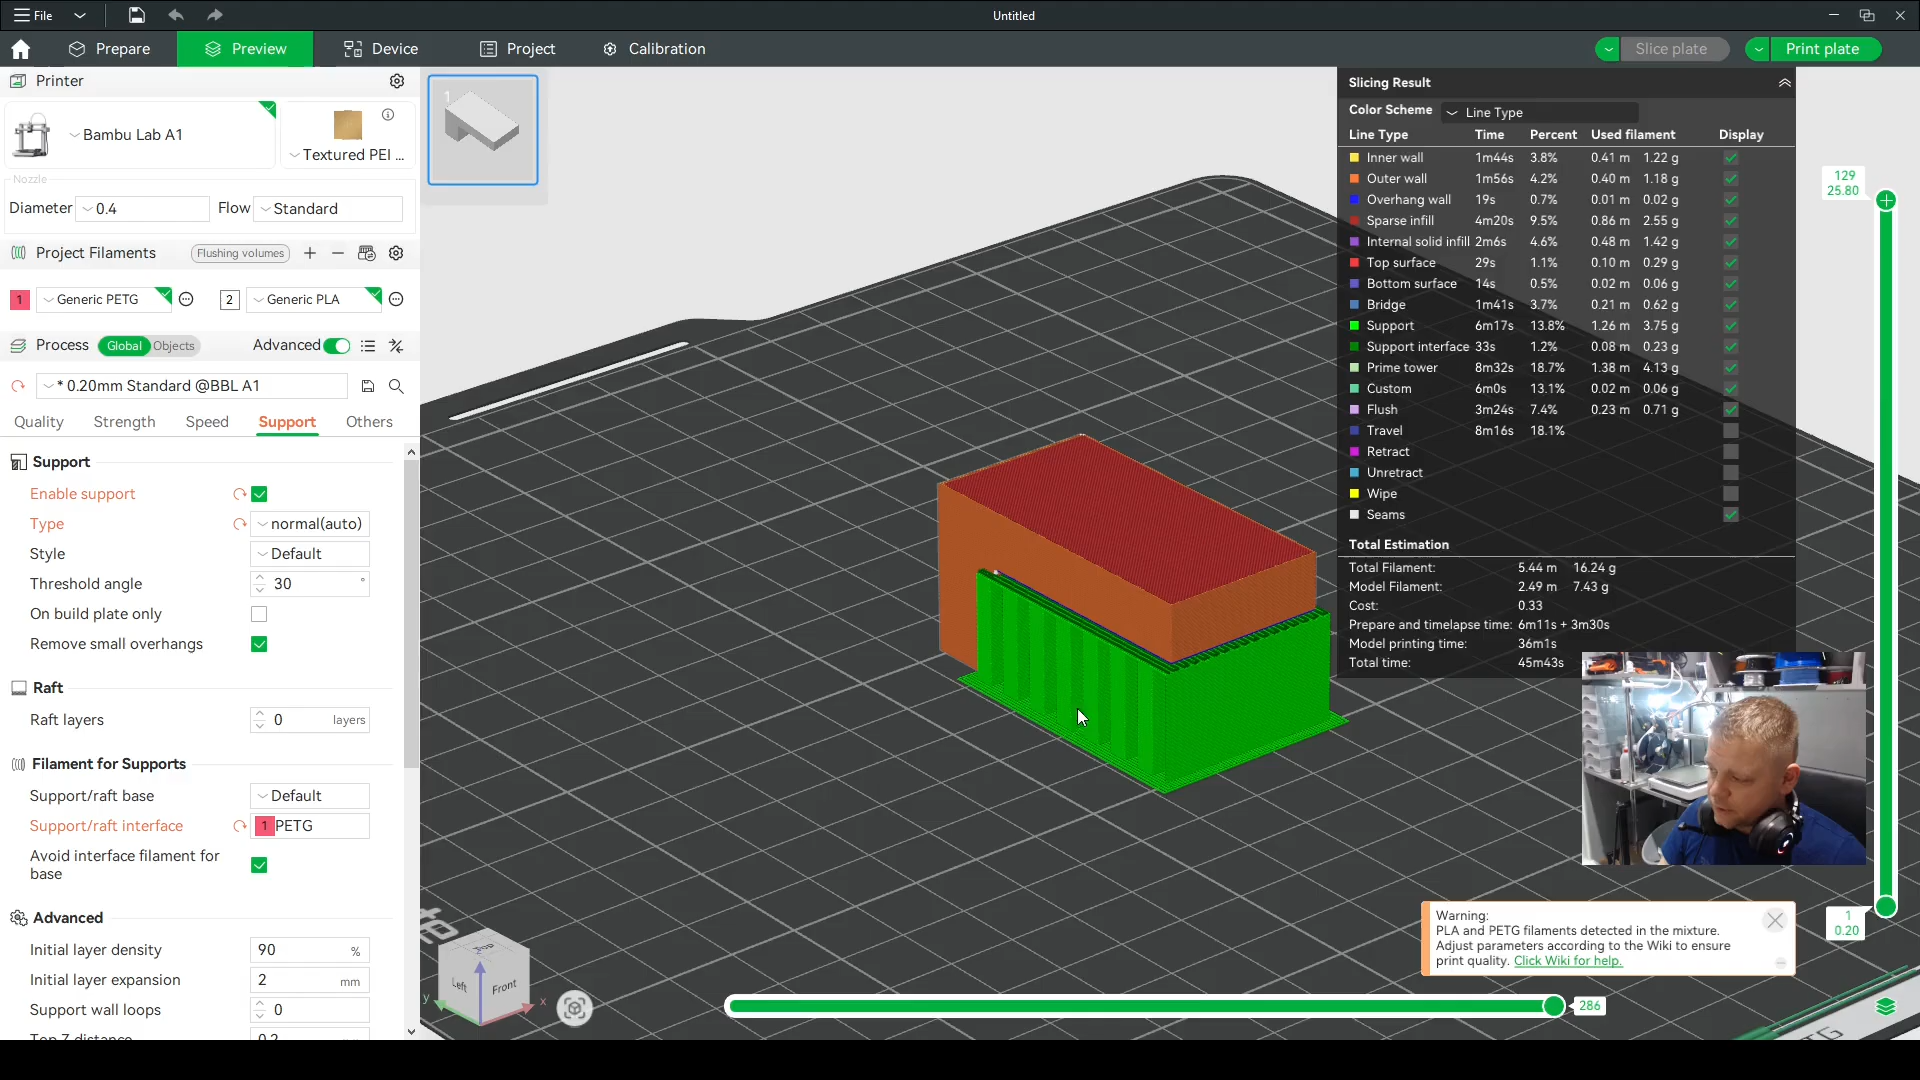 File
Untitled
Prepare
Preview
Device
Project
Calibration
Slice plate
Print plate
Printer
Bambu Lab A1
Textured PEI ...
Nozzle
Diameter 0.4 Flow Standard
Project Filaments Flushing volumes
1 Generic PETG 2 Generic PLA
Process Global Objects Advanced
* 0.20mm Standard @BBL A1
Quality Strength Speed Support Others
Support
Enable support
Type normal(auto)
Style Default
Threshold angle 30 °
On build plate only
Remove small overhangs
Raft
Raft layers 0 layers
Filament for Supports
Support/raft base Default
Support/raft interface 1 PETG
Avoid interface filament for
base
Advanced
Initial layer density 90 %
Initial layer expansion 2 mm
Support wall loops 0
Top Z distance 0.2
1
Slicing Result
Color Scheme Line Type
Line Type Time Percent Used filament Display
Inner wall 1m44s 3.8% 0.41 m 1.22 g
Outer wall 1m56s 4.2% 0.40 m 1.18 g
Overhang wall 19s 0.7% 0.01 m 0.02 g
Sparse infill 4m20s 9.5% 0.86 m 2.55 g
Internal solid infill 2m6s 4.6% 0.48 m 1.42 g
Top surface 29s 1.1% 0.10 m 0.29 g
Bottom surface 14s 0.5% 0.02 m 0.06 g
Bridge 1m41s 3.7% 0.21 m 0.62 g
Support 6m17s 13.8% 1.26 m 3.75 g
Support interface 33s 1.2% 0.08 m 0.23 g
Prime tower 8m32s 18.7% 1.38 m 4.13 g
Custom 6m0s 13.1% 0.02 m 0.06 g
Flush 3m24s 7.4% 0.23 m 0.71 g
Travel 8m16s 18.1%
Retract
Unretract
Wipe
Seams
Total Estimation
Total Filament: 5.44 m 16.24 g
Model Filament: 2.49 m 7.43 g
Cost: 0.33
Prepare and timelapse time: 6m11s + 3m30s
Model printing time: 36m1s
Total time: 45m43s
129
25.80
1
0.20
Warning:
PLA and PETG filaments detected in the mixture.
Adjust parameters according to the Wiki to ensure
print quality. Click Wiki for help.
286
Top
Left
Front
z
y
x